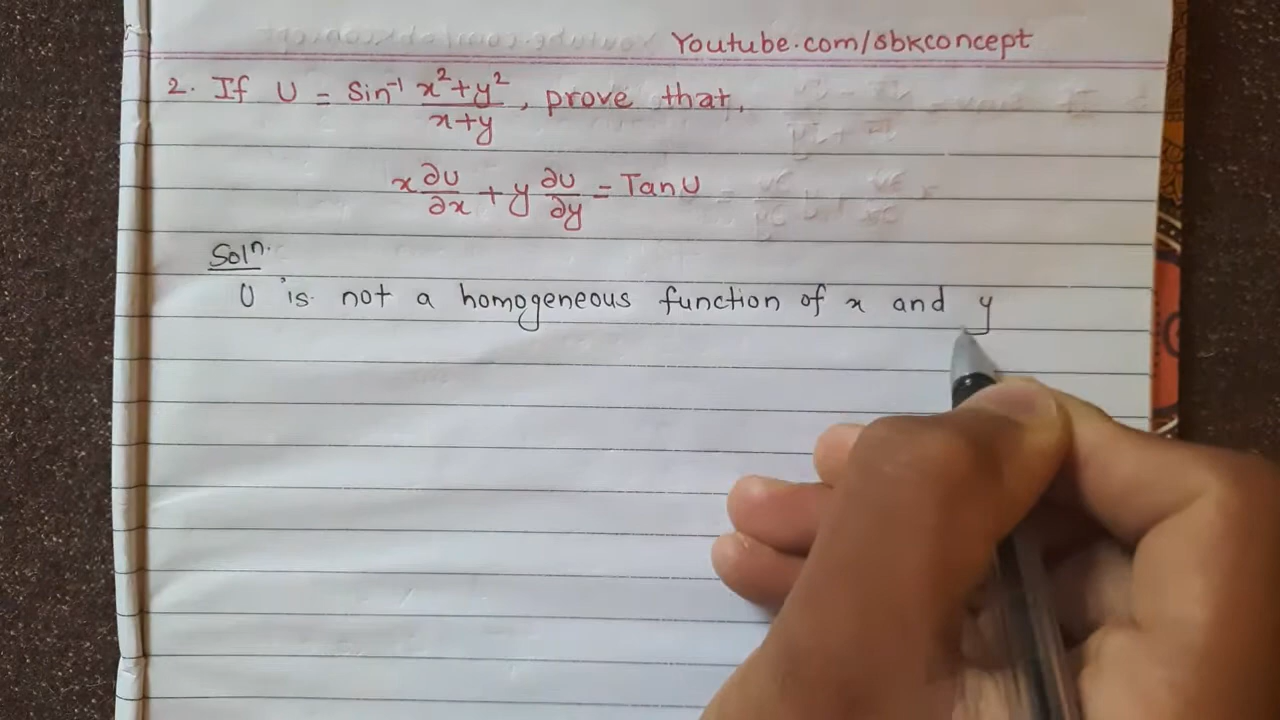 Youtube.com/sbkconcept
2. If U = Sin⁻¹ x²+y²/x+y, prove that,
x ∂U/∂x + y ∂U/∂y = Tan U
Solⁿ.
U is not a homogeneous function of x and y